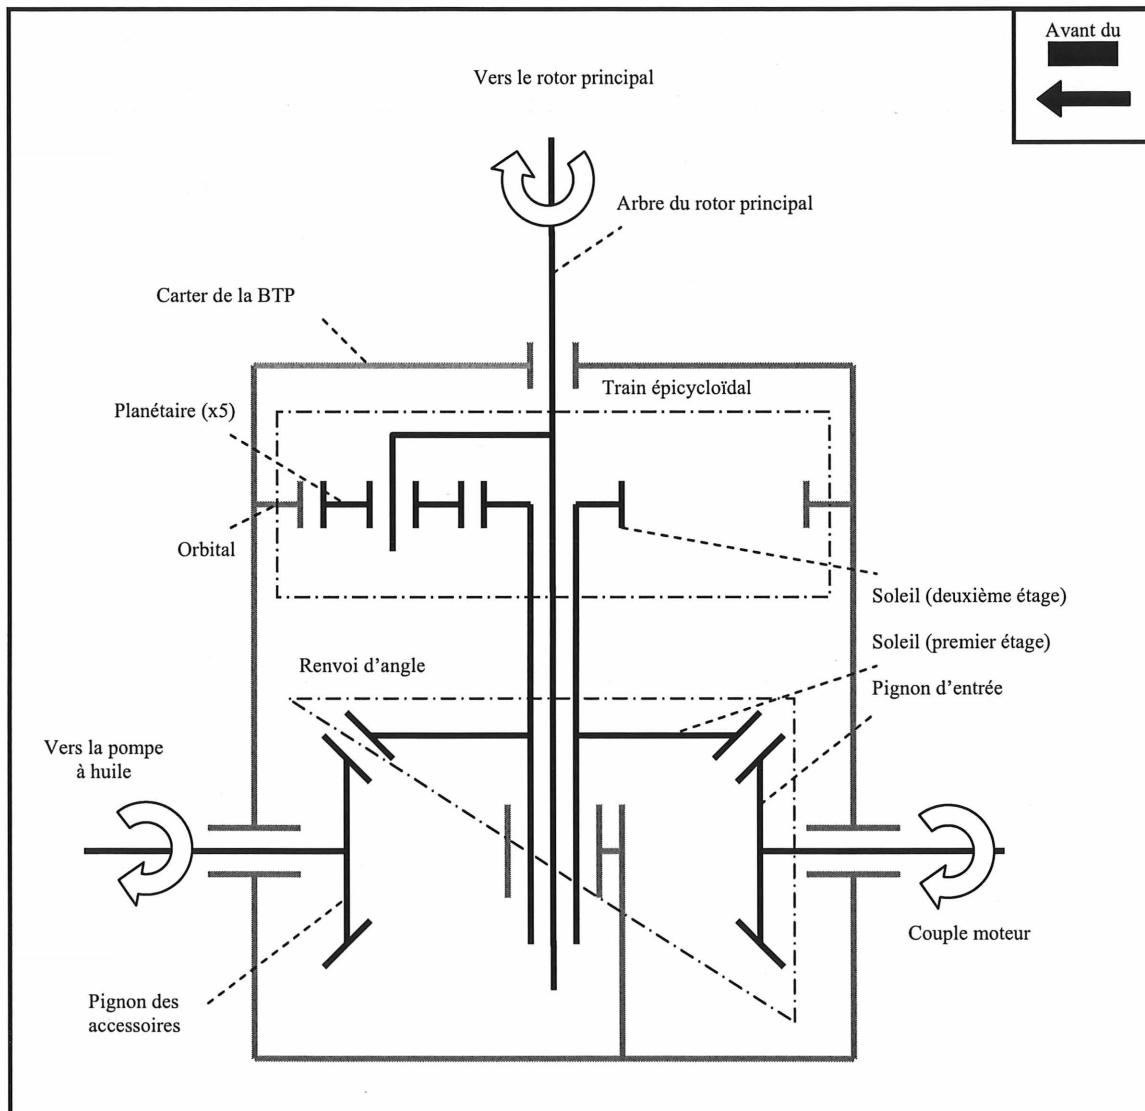 Avant du
Vers le rotor principal
Arbre du rotor principal
Carter de la BTP
Train épicycloïdal
Planétaire (x5)
Orbital
Soleil (deuxième étage)
Soleil (premier étage)
Renvoi d’angle
Pignon d’entrée
Vers la pompe
à huile
Couple moteur
Pignon des
accessoires